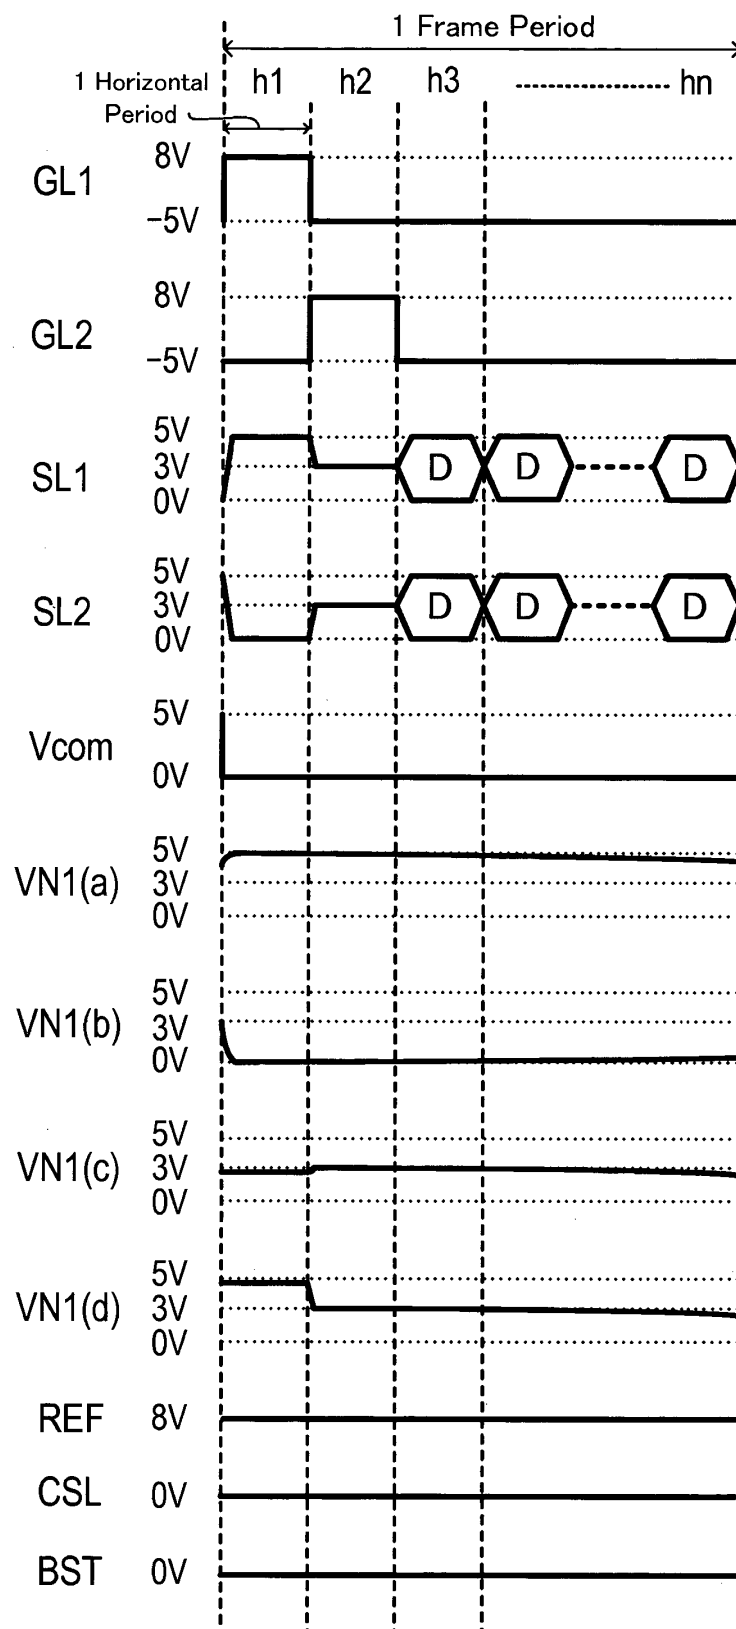 1 Frame Period
1 Horizontal Period
h1 h2 h3 hn
GL1 8V −5V
GL2 8V −5V
SL1 5V 3V 0V D D D
SL2 5V 3V 0V D D D
Vcom 5V 0V
VN1(a) 5V 3V 0V
VN1(b) 5V 3V 0V
VN1(c) 5V 3V 0V
VN1(d) 5V 3V 0V
REF 8V
CSL 0V
BST 0V